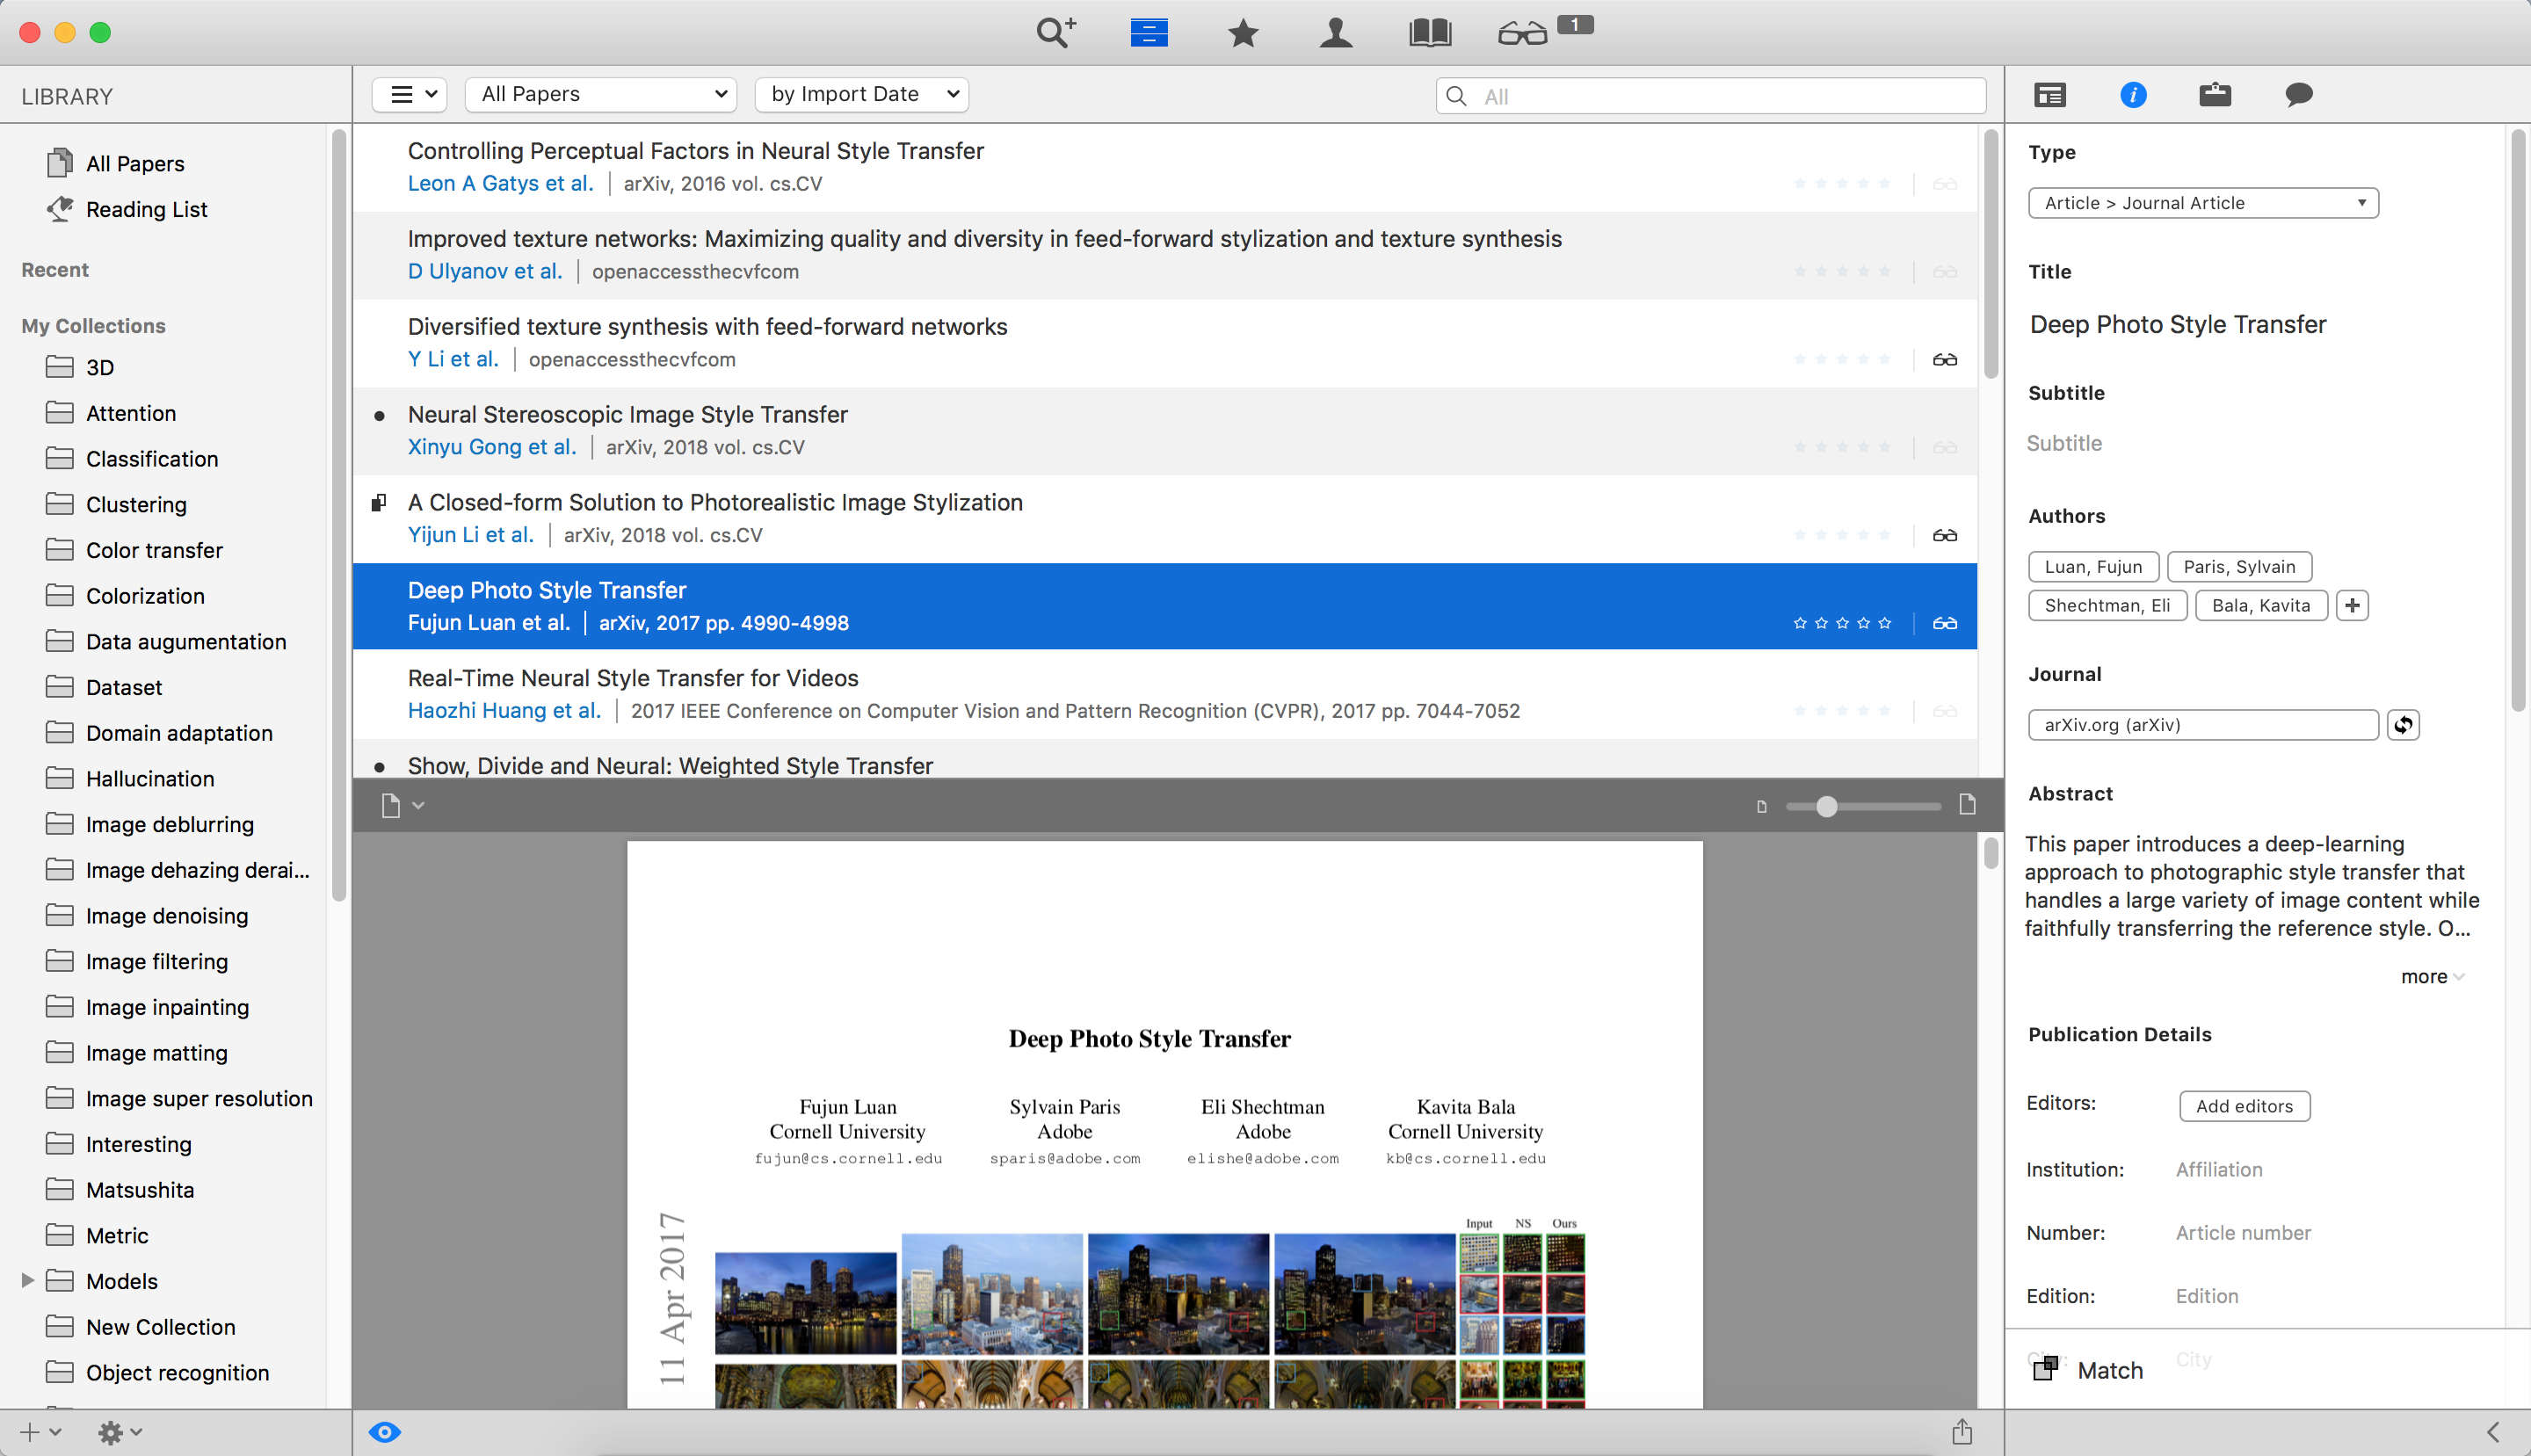 1
LIBRARY
All Papers
by Import Date
All
All Papers
Reading List
Recent
My Collections
3D
Attention
Classification
Clustering
Color transfer
Colorization
Data augumentation
Dataset
Domain adaptation
Hallucination
Image deblurring
Image dehazing derai...
Image denoising
Image filtering
Image inpainting
Image matting
Image super resolution
Interesting
Matsushita
Metric
Models
New Collection
Object recognition
Controlling Perceptual Factors in Neural Style Transfer
Leon A Gatys et al. | arXiv, 2016 vol. cs.CV
Improved texture networks: Maximizing quality and diversity in feed-forward stylization and texture synthesis
D Ulyanov et al. | openaccessthecvfcom
Diversified texture synthesis with feed-forward networks
Y Li et al. | openaccessthecvfcom
Neural Stereoscopic Image Style Transfer
Xinyu Gong et al. | arXiv, 2018 vol. cs.CV
A Closed-form Solution to Photorealistic Image Stylization
Yijun Li et al. | arXiv, 2018 vol. cs.CV
Deep Photo Style Transfer
Fujun Luan et al. | arXiv, 2017 pp. 4990-4998
Real-Time Neural Style Transfer for Videos
Haozhi Huang et al. | 2017 IEEE Conference on Computer Vision and Pattern Recognition (CVPR), 2017 pp. 7044-7052
Show, Divide and Neural: Weighted Style Transfer
Deep Photo Style Transfer
Fujun Luan
Cornell University
fujun@cs.cornell.edu
Sylvain Paris
Adobe
sparis@adobe.com
Eli Shechtman
Adobe
elishe@adobe.com
Kavita Bala
Cornell University
kb@cs.cornell.edu
11 Apr 2017
Input NS Ours
Type
Article > Journal Article
Title
Deep Photo Style Transfer
Subtitle
Subtitle
Authors
Luan, Fujun
Paris, Sylvain
Shechtman, Eli
Bala, Kavita
Journal
arXiv.org (arXiv)
Abstract
This paper introduces a deep-learning
approach to photographic style transfer that
handles a large variety of image content while
faithfully transferring the reference style. O...
more
Publication Details
Editors: Add editors
Institution: Affiliation
Number: Article number
Edition: Edition
City: City
Match